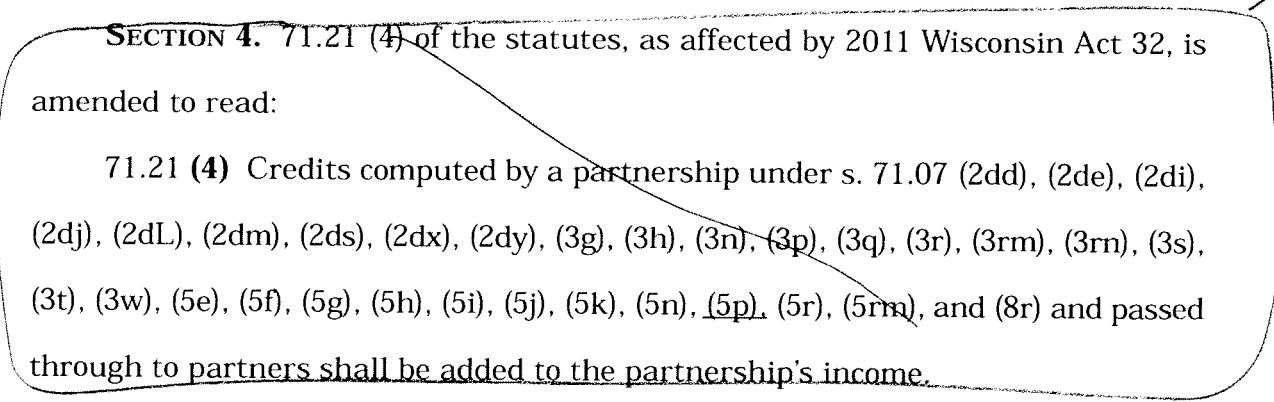 SECTION 4. 71.21 (4) of the statutes, as affected by 2011 Wisconsin Act 32, is
amended to read:
71.21 (4) Credits computed by a partnership under s. 71.07 (2dd), (2de), (2di),
(2dj), (2dL), (2dm), (2ds), (2dx), (2dy), (3g), (3h), (3n), (3p), (3q), (3r), (3rm), (3rn), (3s),
(3t), (3w), (5e), (5f), (5g), (5h), (5i), (5j), (5k), (5n), (5p), (5r), (5rm), and (8r) and passed
through to partners shall be added to the partnership's income.